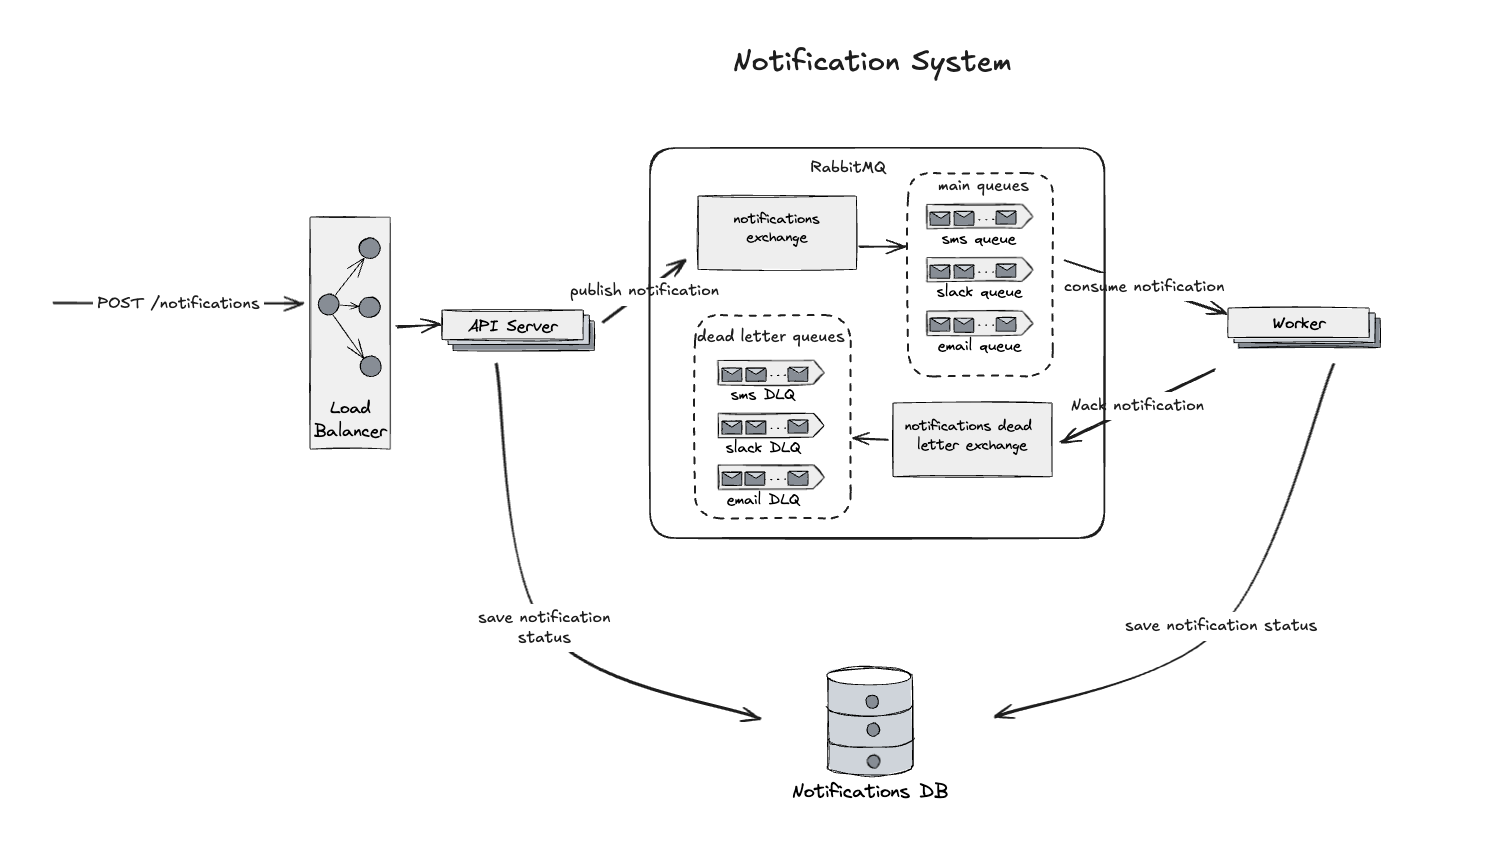 Notification System
POST /notifications
Load
Balancer
API Server
publish notification
RabbitMQ
notifications
exchange
main queues
sms queue
slack queue
email queue
consume notification
Worker
Nack notification
notifications dead
letter exchange
dead letter queues
sms DLQ
slack DLQ
email DLQ
save notification
status
save notification status
Notifications DB